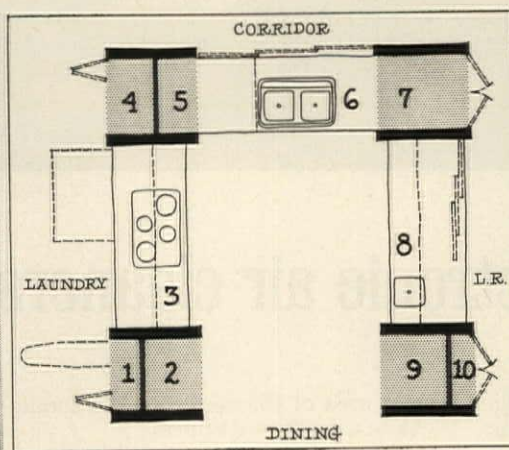 CORRIDOR
4 5 6 7
8
3
LAUNDRY
L.R.
1 2 9 10
DINING